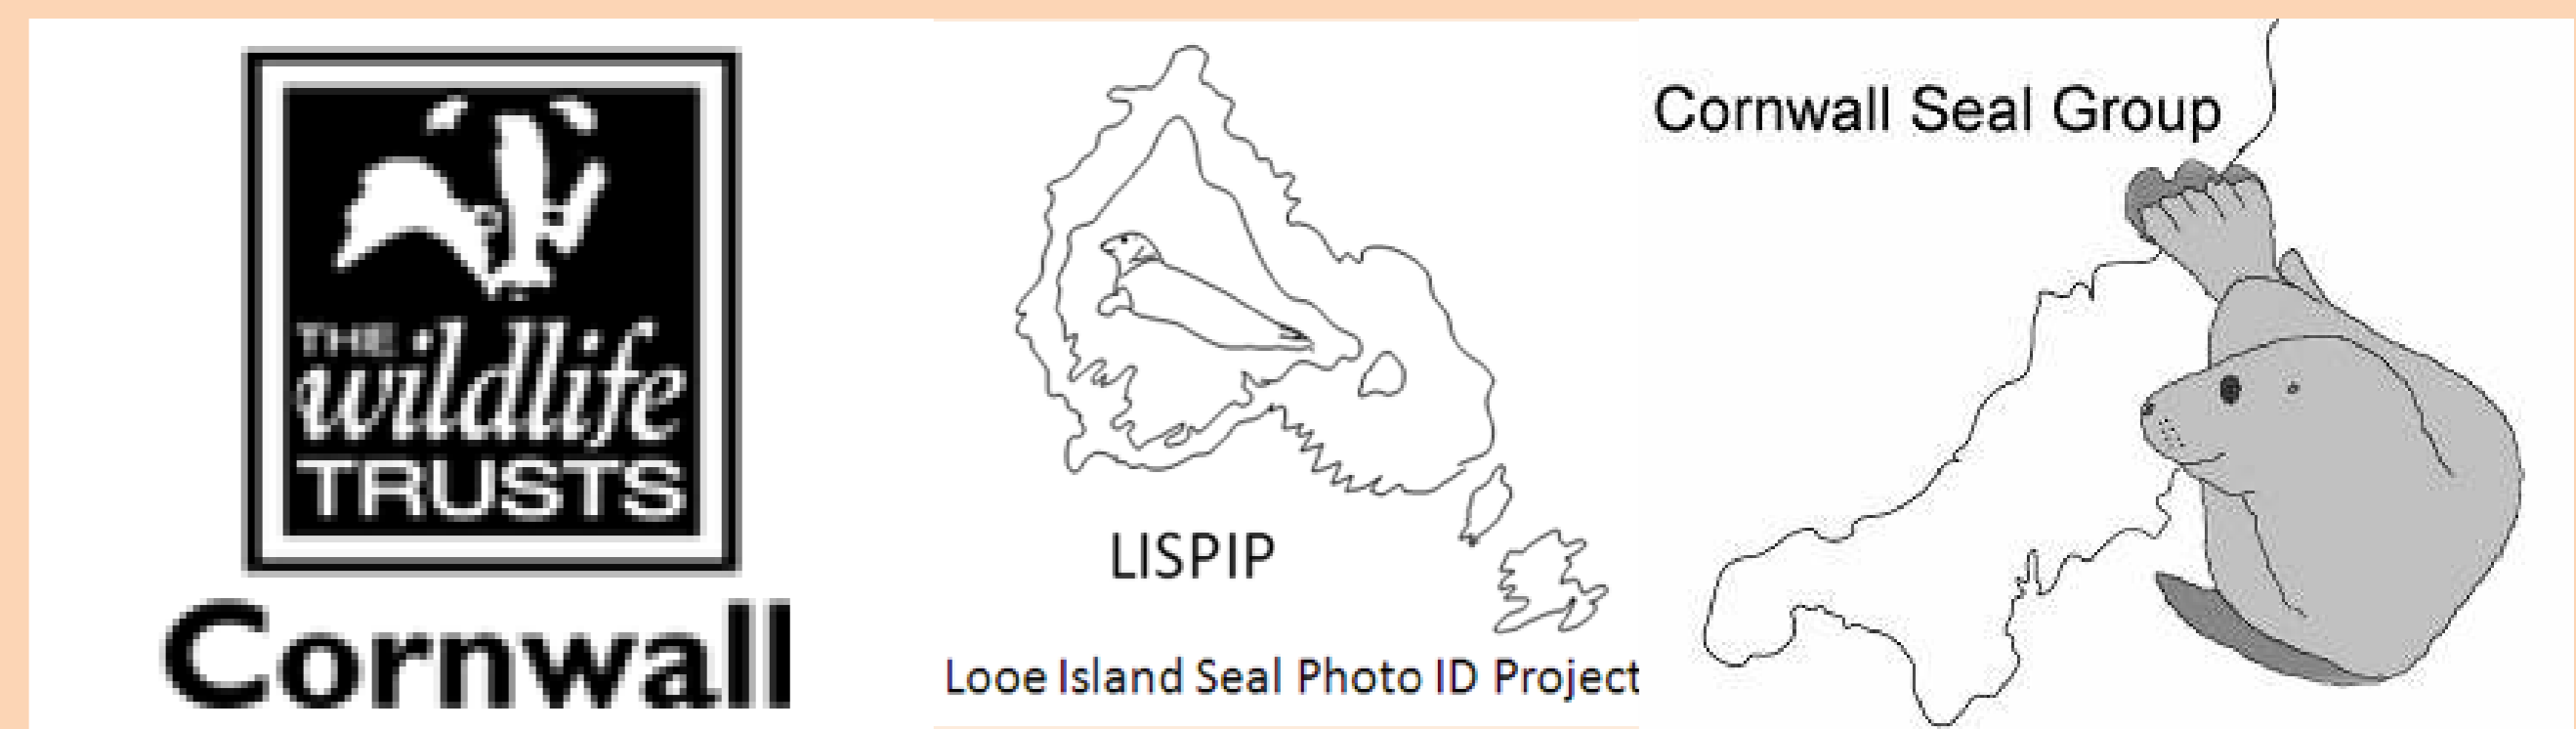 THE
wildlife
TRUSTS
Cornwall
LISPIP
Looe Island Seal Photo ID Project
Cornwall Seal Group